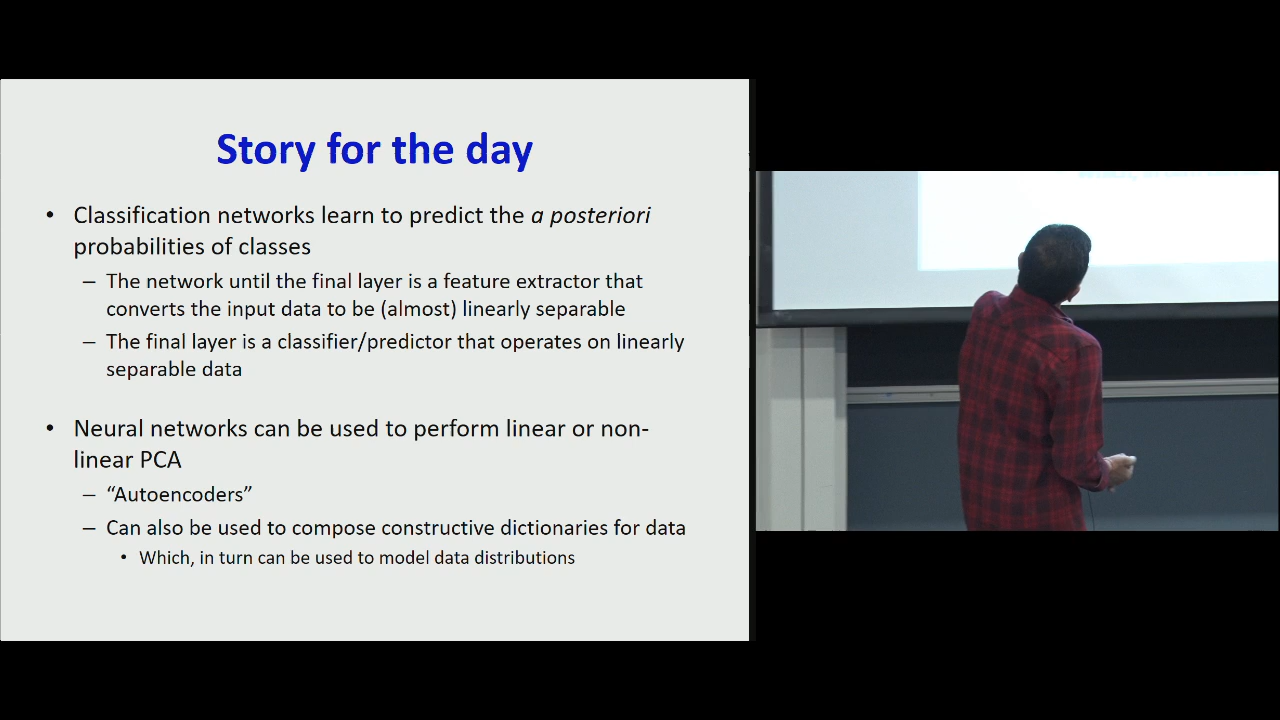 Story for the day
• Classification networks learn to predict the a posteriori
probabilities of classes
– The network until the final layer is a feature extractor that
converts the input data to be (almost) linearly separable
– The final layer is a classifier/predictor that operates on linearly
separable data
• Neural networks can be used to perform linear or non-
linear PCA
– “Autoencoders”
– Can also be used to compose constructive dictionaries for data
• Which, in turn can be used to model data distributions